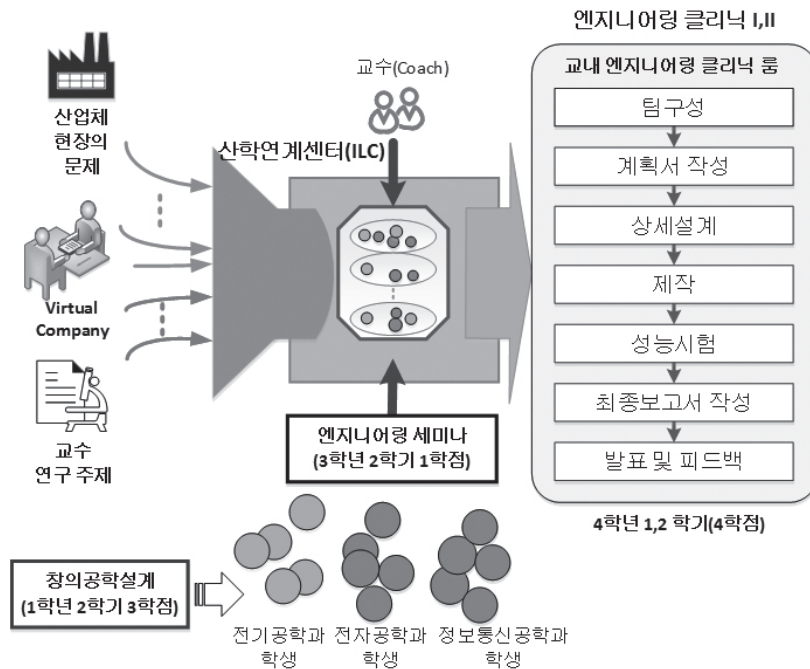 엔지니어링 클리닉 I,II
교내 엔지니어링 클리닉 룸
팀구성
계획서 작성
상세설계
제작
성능시험
최종보고서 작성
발표 및 피드백
4학년 1,2 학기(4학점)
산업체
현장의
문제
Virtual
Company
교수
연구 주제
교수(Coach)
산학연계센터(ILC)
엔지니어링 세미나
(3학년 2학기 1학점)
창의공학설계
(1학년 2학기 3학점)
전기공학과
학생
전자공학과
학생
정보통신공학과
학생